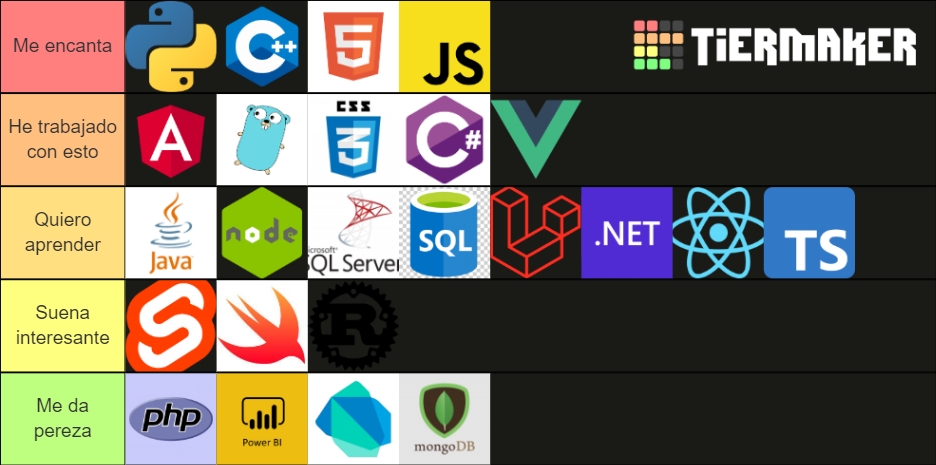 Me encanta
C++
5
JS
TiERMAKER
He trabajado
con esto
A
CSS
3
C#
Quiero
aprender
Java
node
Microsoft
SQL Server
SQL
.NET
TS
Suena
interesante
R
Me da
pereza
php
Power BI
mongoDB